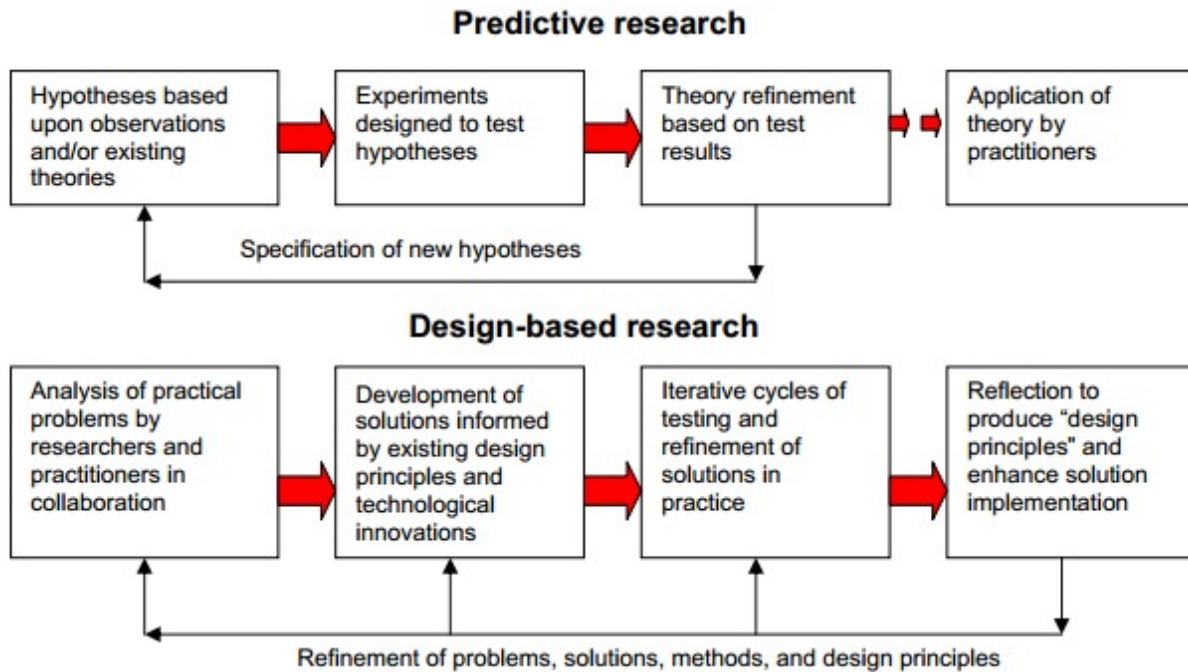 Predictive research
Hypotheses based
upon observations
and/or existing
theories
Experiments
designed to test
hypotheses
Theory refinement
based on test
results
Application of
theory by
practitioners
Specification of new hypotheses
Design-based research
Analysis of practical
problems by
researchers and
practitioners in
collaboration
Development of
solutions informed
by existing design
principles and
technological
innovations
Iterative cycles of
testing and
refinement of
solutions in
practice
Reflection to
produce “design
principles" and
enhance solution
implementation
Refinement of problems, solutions, methods, and design principles